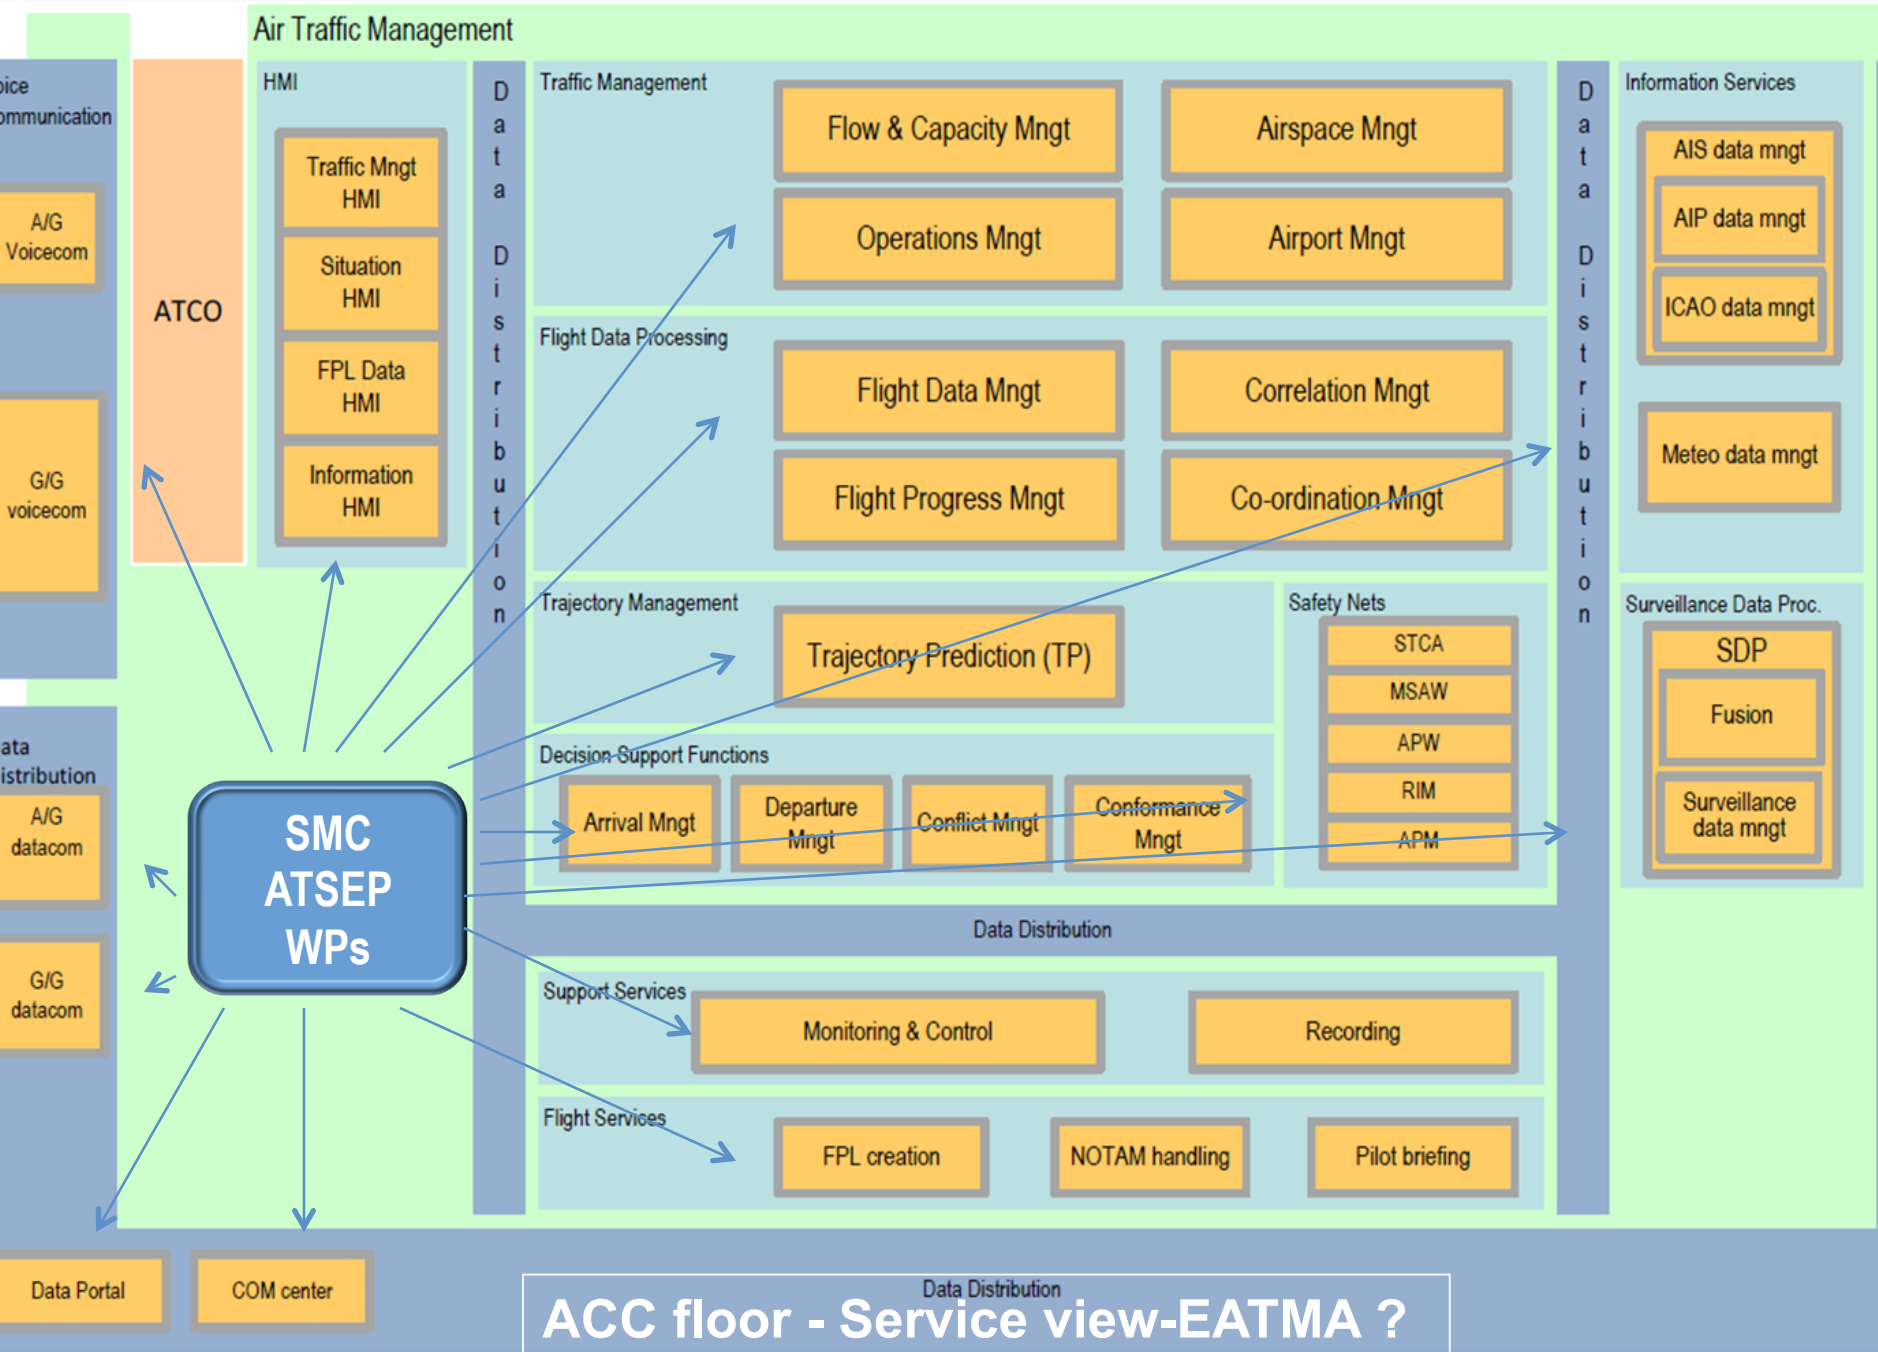 Air Traffic Management
oice
ommunication
A/G
Voicecom
G/G
voicecom
ATCO
HMI
Traffic Mngt
HMI
Situation
HMI
FPL Data
HMI
Information
HMI
Data Distribution
Traffic Management
Flow & Capacity Mngt
Airspace Mngt
Operations Mngt
Airport Mngt
Flight Data Processing
Flight Data Mngt
Correlation Mngt
Flight Progress Mngt
Co-ordination Mngt
Trajectory Management
Trajectory Prediction (TP)
Safety Nets
STCA
MSAW
APW
RIM
APM
Decision Support Functions
Arrival Mngt
Departure
Mngt
Conflict Mngt
Conformance
Mngt
Data Distribution
Information Services
AIS data mngt
AIP data mngt
ICAO data mngt
Meteo data mngt
Surveillance Data Proc.
SDP
Fusion
Surveillance
data mngt
ata
istribution
A/G
datacom
G/G
datacom
SMC
ATSEP
WPs
Data Distribution
Support Services
Monitoring & Control
Recording
Flight Services
FPL creation
NOTAM handling
Pilot briefing
Data Portal
COM center
Data Distribution
ACC floor - Service view-EATMA ?